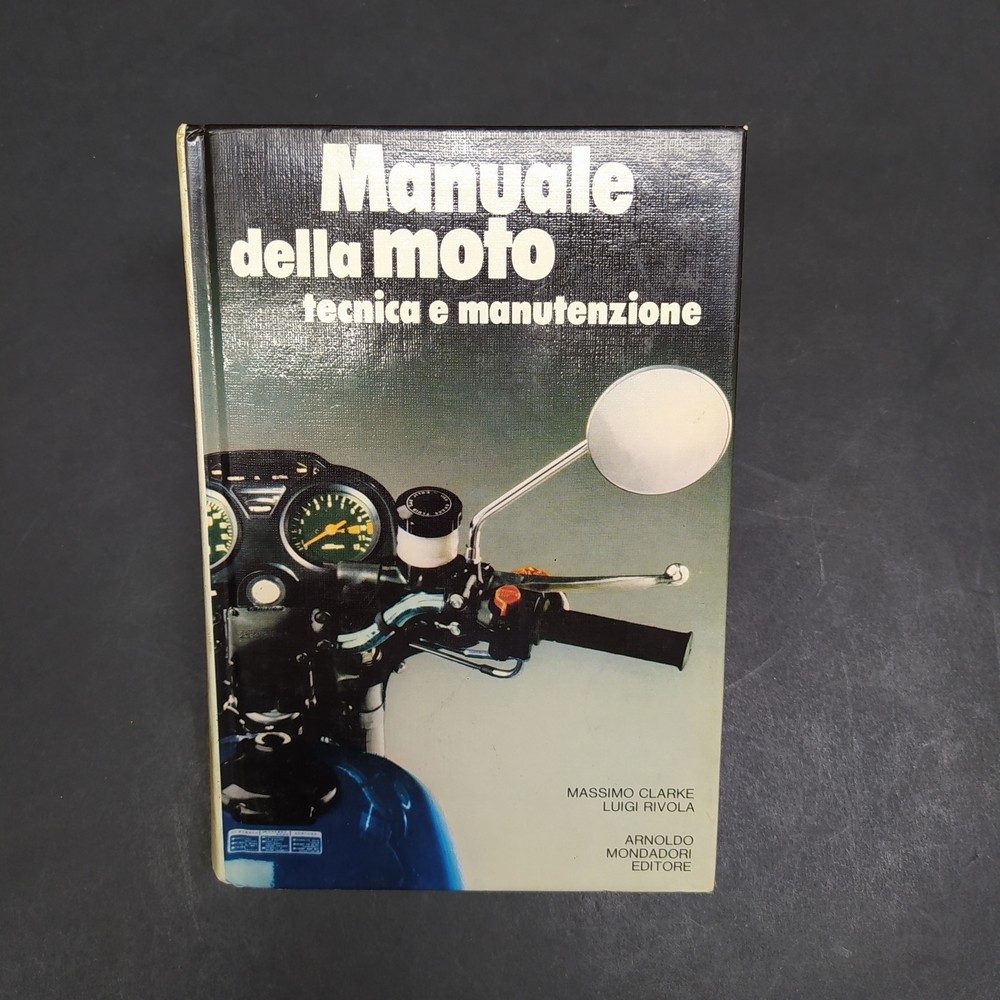 Manuale
della moto
tecnica e manutenzione
MASSIMO CLARKE
LUIGI RIVOLA
ARNOLDO
MONDADORI
EDITORE